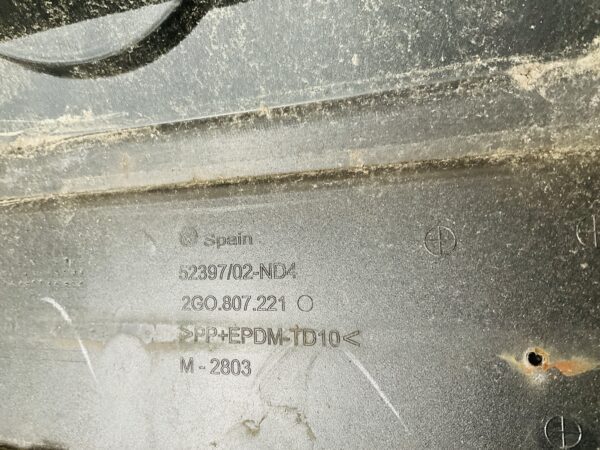 Spain
52397/02-ND4
2GO.807.221
>PP+EPDM-TD10<
M - 2803